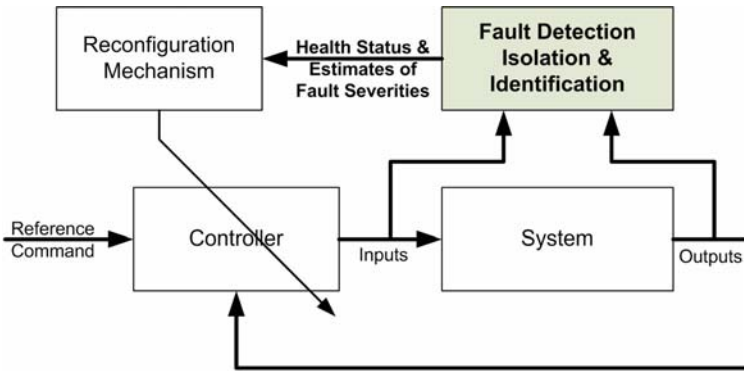 Reconfiguration
Mechanism
Health Status &
Estimates of
Fault Severities
Fault Detection
Isolation &
Identification
Reference
Command
Controller
Inputs
System
Outputs